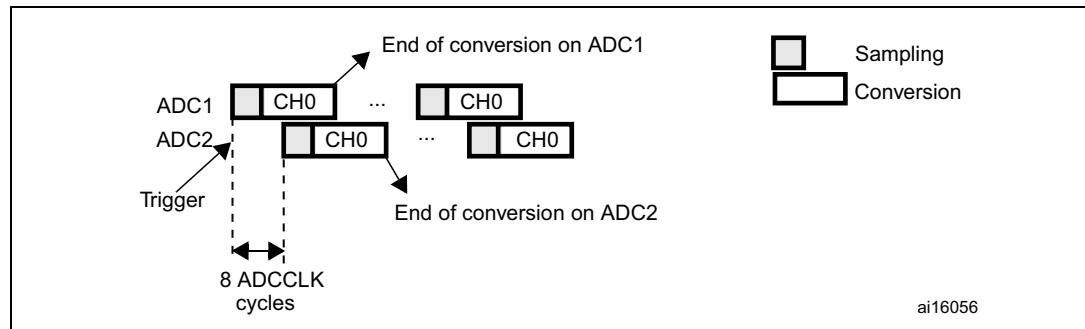 End of conversion on ADC1
Sampling
Conversion
ADC1 CH0 ... CH0
ADC2 CH0 ... CH0
Trigger
End of conversion on ADC2
8 ADCCLK
cycles
ai16056